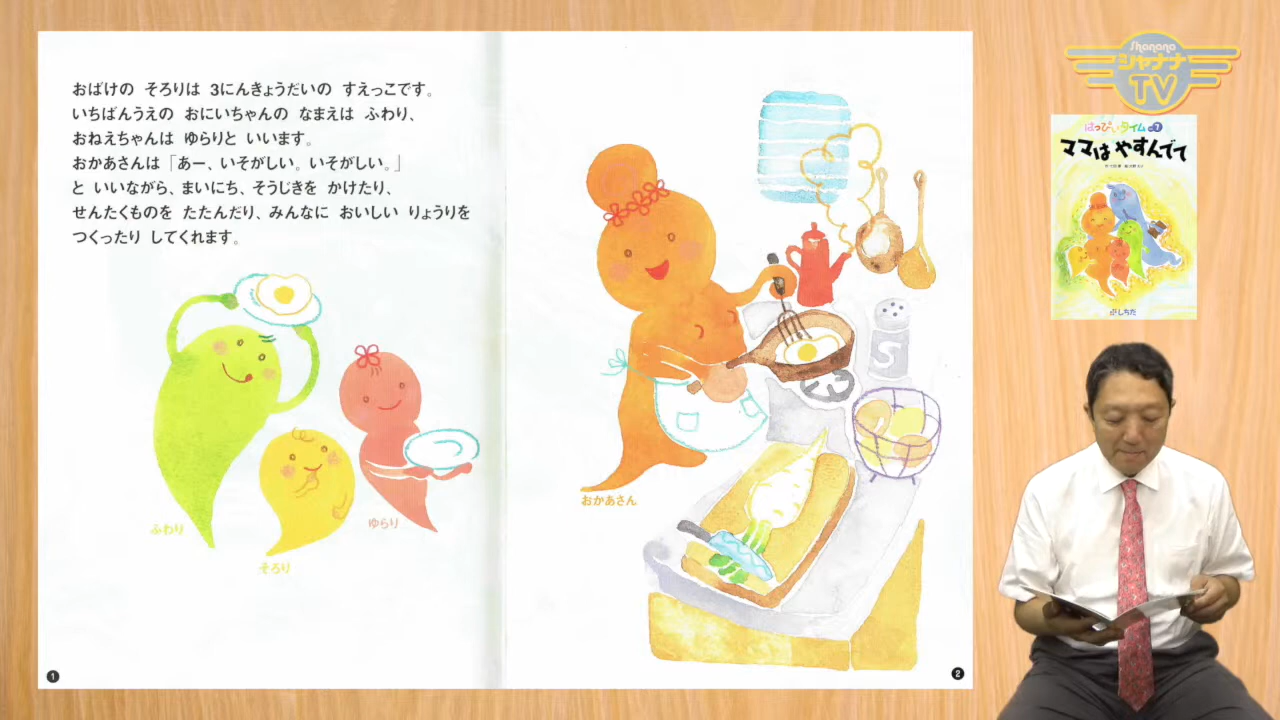 おばけの そろりは 3にんきょうだいの すえっこです。
いちばんうえの おにいちゃんの なまえは ふわり、
おねえちゃんは ゆらりと いいます。
おかあさんは「あー、いそがしい。いそがしい。」
と いいながら、まいにち、そうじきを かけたり、
せんたくものを たたんだり、みんなに おいしい りょうりを
つくったり してくれます。
ふわり
そろり
ゆらり
おかあさん
S
1
2
Shanana
シャナナ
TV
はっぴぃタイム
7
ママは やすんでて
しちだ